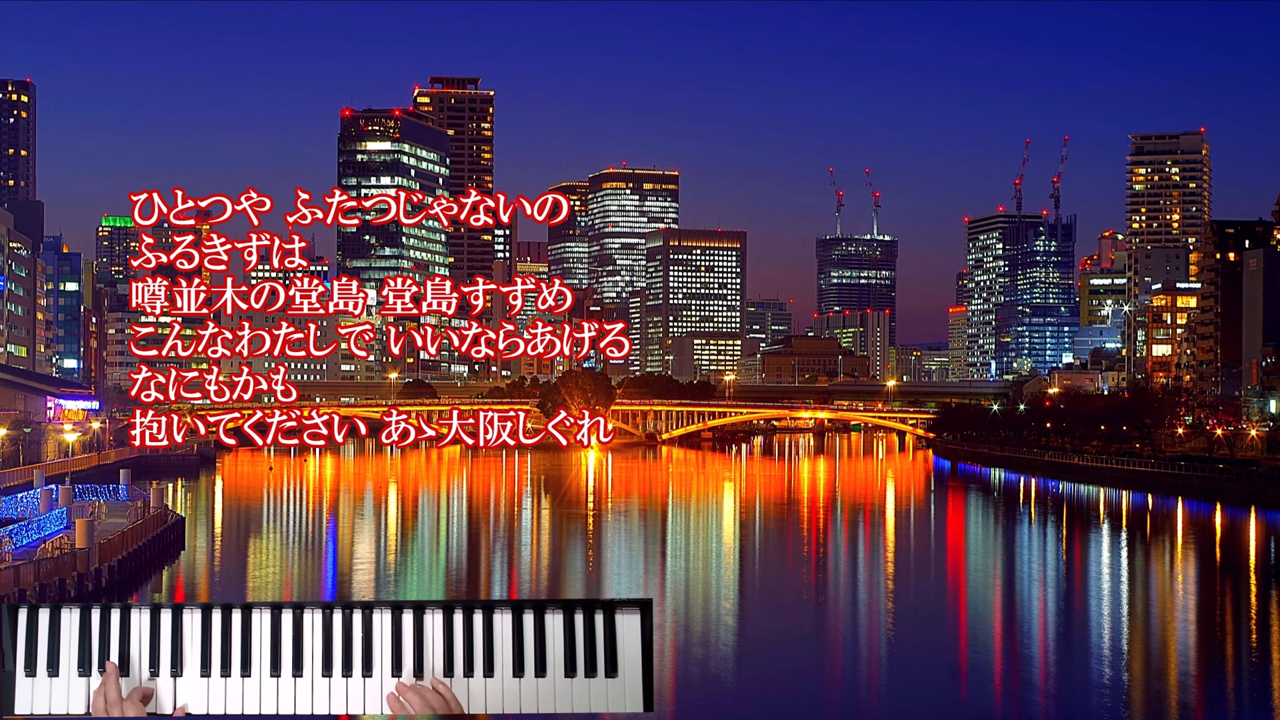 ひとつや ふたつじゃないの
ふるきずは
噂並木の堂島 堂島すずめ
こんなわたしで いいならあげる
なにもかも
抱いてください あゝ大阪しぐれ